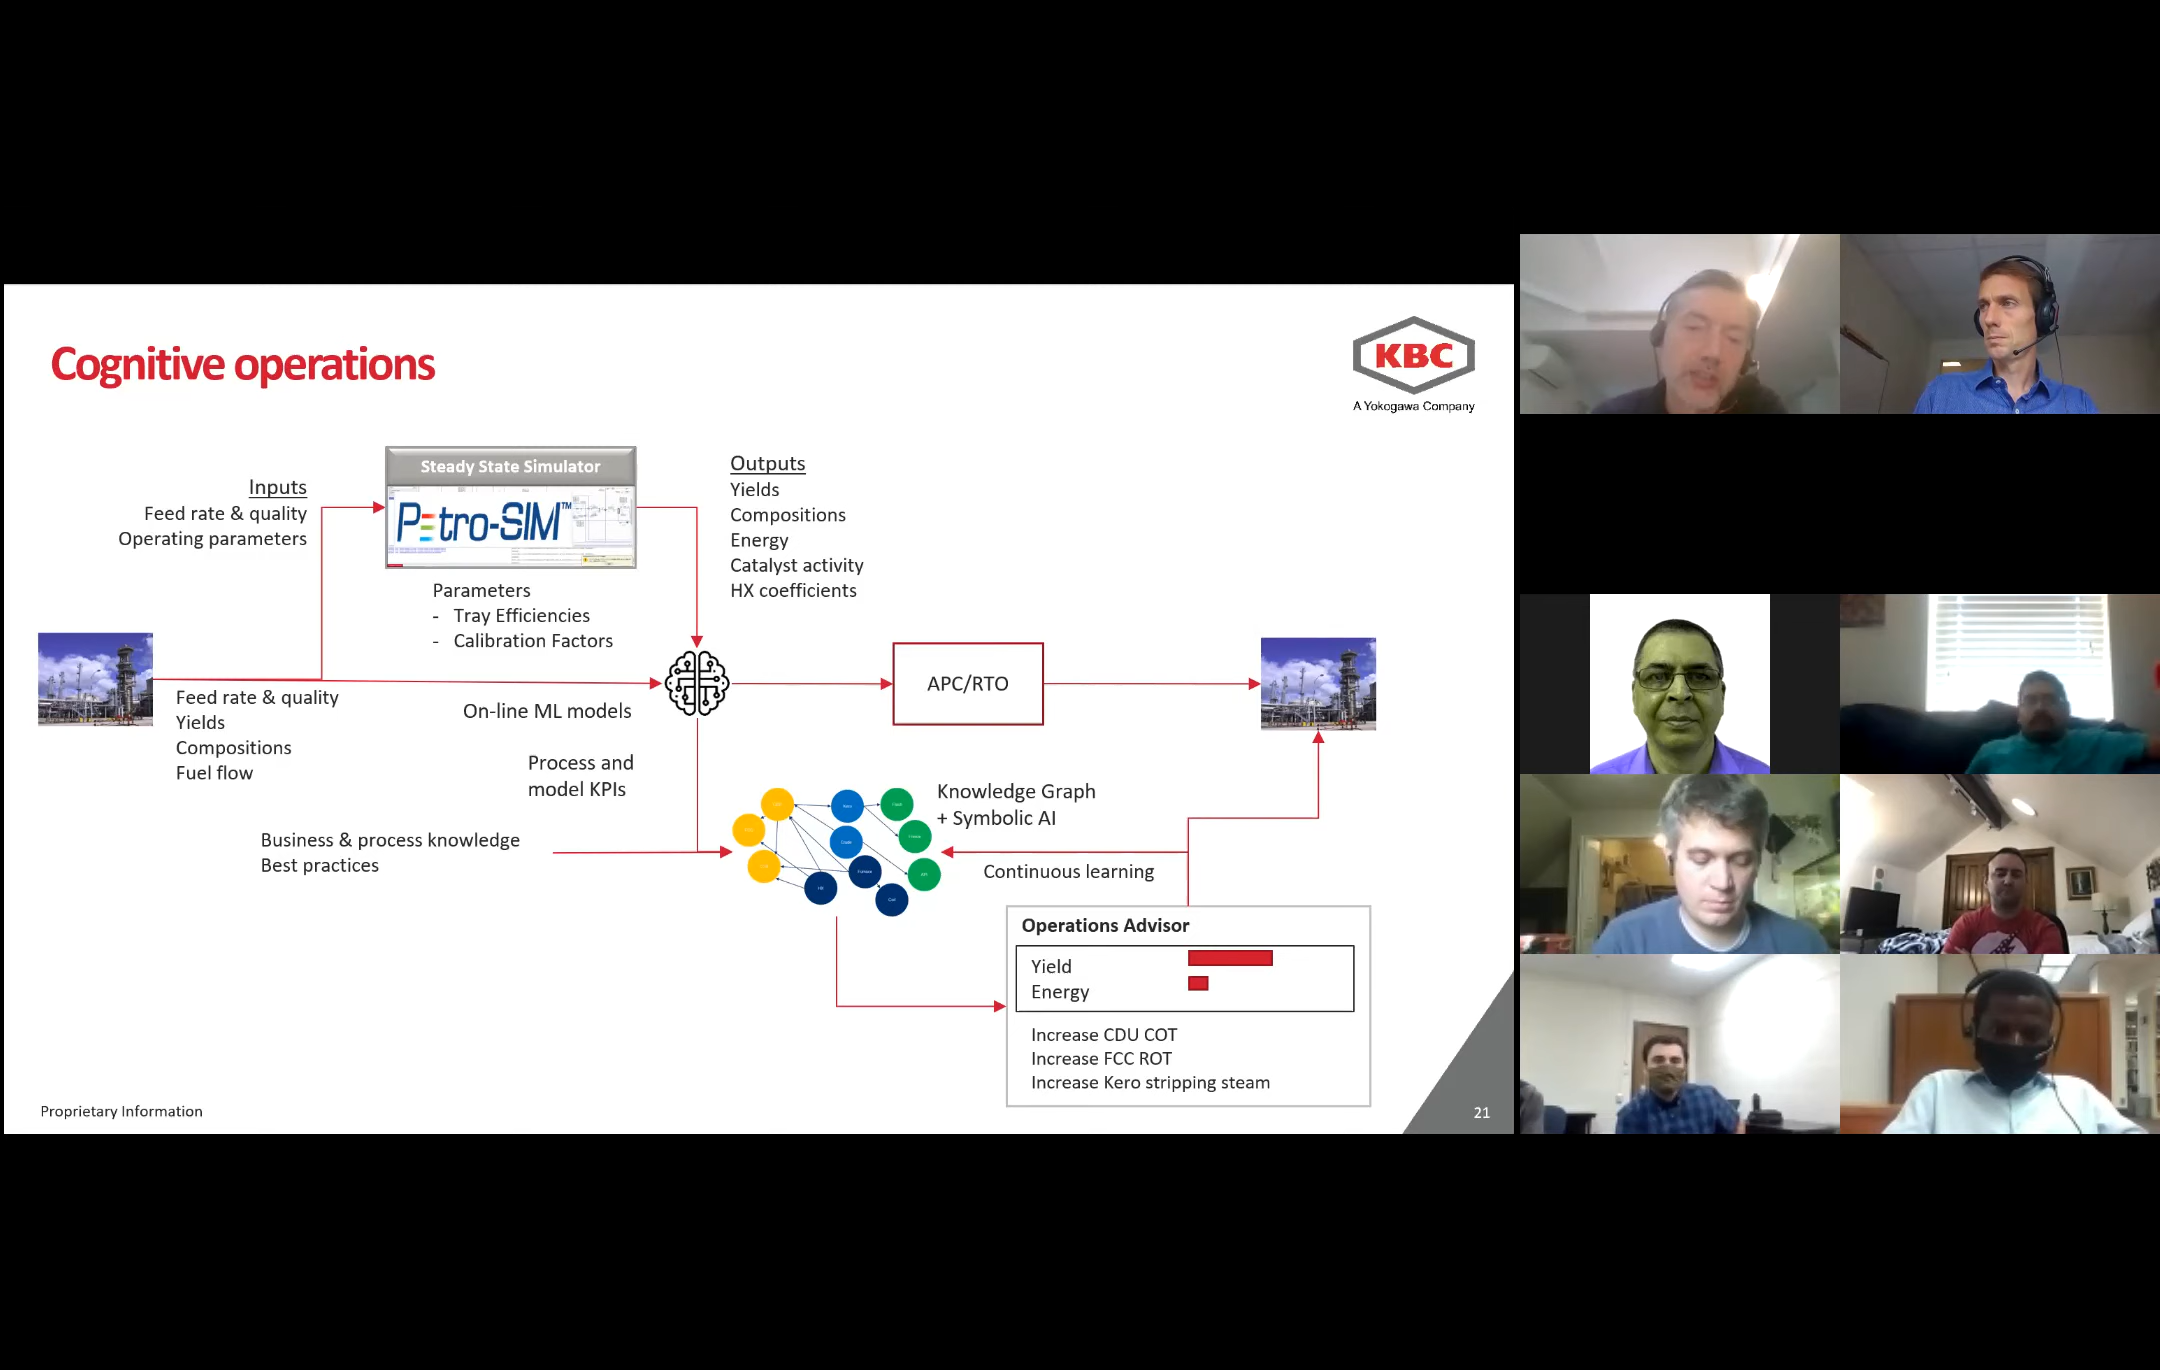 Cognitive operations
KBC
A Yokogawa Company
Inputs
Feed rate & quality
Operating parameters
Steady State Simulator
Petro-SIM™
Parameters
- Tray Efficiencies
- Calibration Factors
Outputs
Yields
Compositions
Energy
Catalyst activity
HX coefficients
Feed rate & quality
Yields
Compositions
Fuel flow
On-line ML models
APC/RTO
Process and
model KPIs
Business & process knowledge
Best practices
Knowledge Graph
+ Symbolic AI
Continuous learning
Operations Advisor
Yield
Energy
Increase CDU COT
Increase FCC ROT
Increase Kero stripping steam
Proprietary Information
21